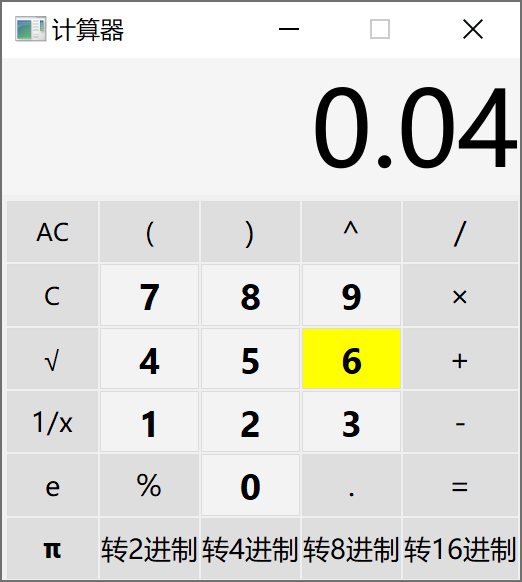 计算器
0.04
AC ( ) ^ /
C 7 8 9 ×
√ 4 5 6 +
1/x 1 2 3 -
e % 0 . =
π 转2进制 转4进制 转8进制 转16进制